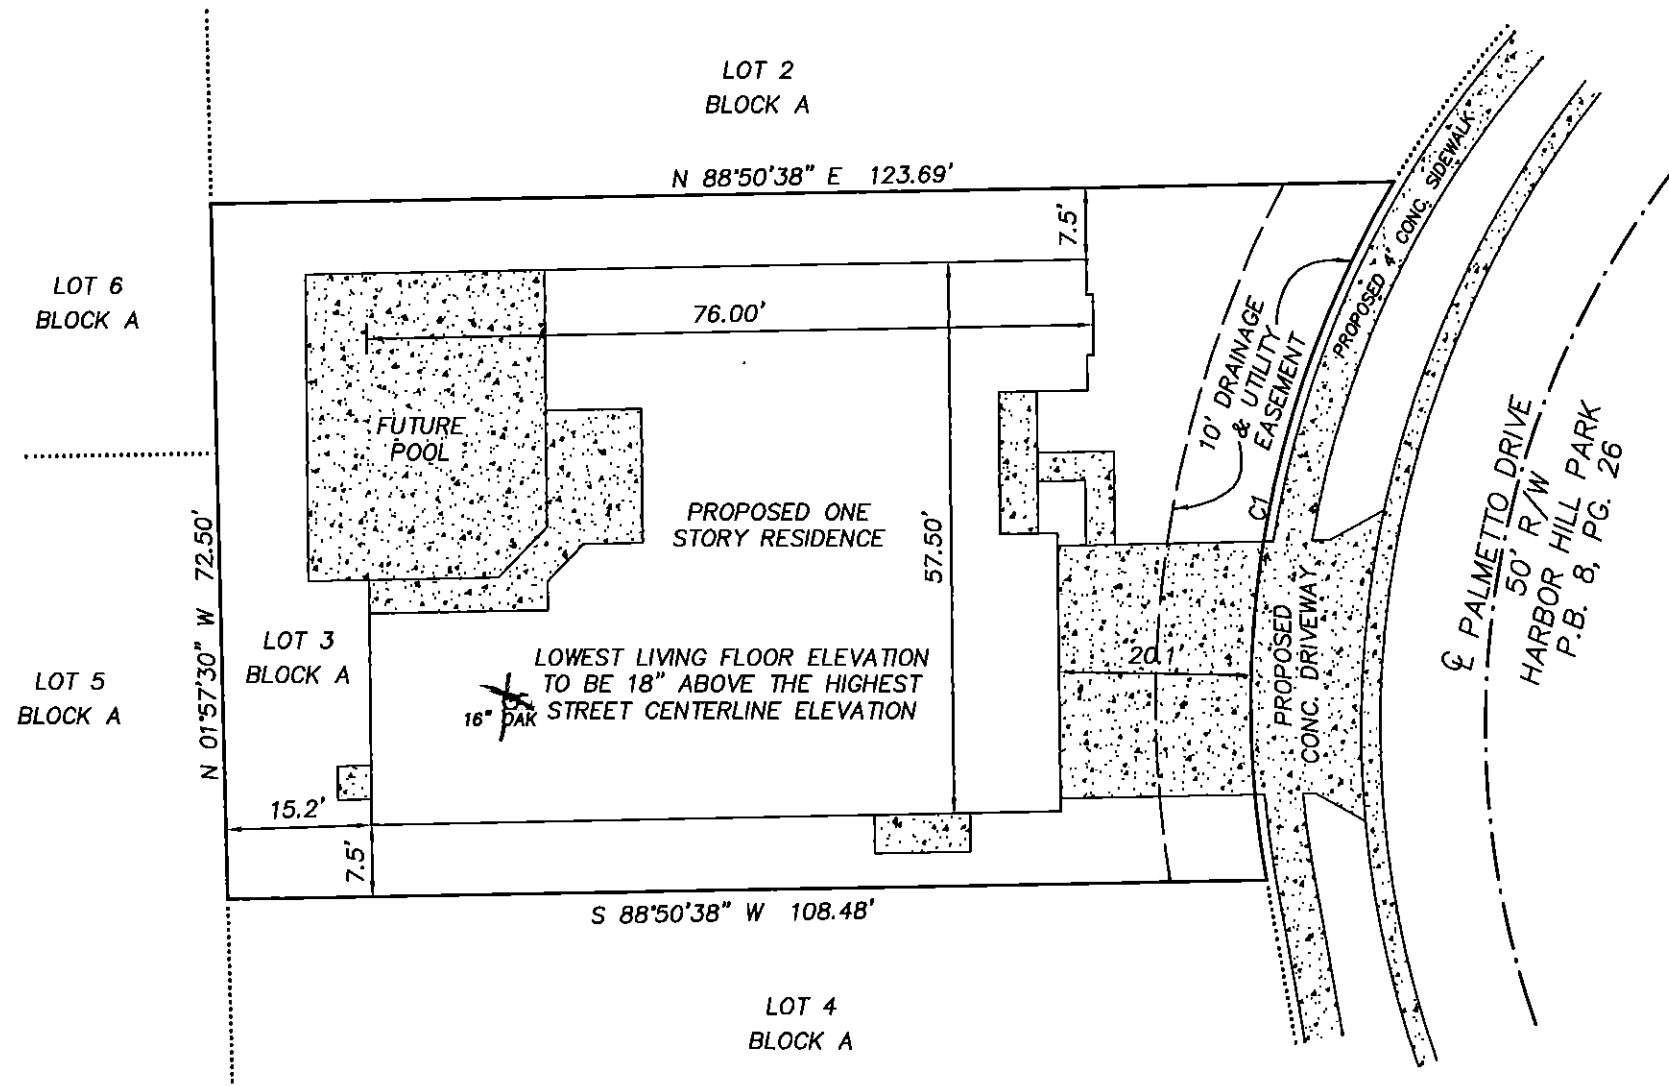 LOT 2
BLOCK A
N 88°50'38" E 123.69'
7.5'
LOT 6
BLOCK A
76.00'
FUTURE
POOL
10' DRAINAGE
& UTILITY
EASEMENT
PROPOSED 4' CONC. SIDEWALK
C1
PROPOSED ONE
STORY RESIDENCE
57.50'
N 01°57'30" W 72.50'
LOT 3
BLOCK A
LOT 5
BLOCK A
LOWEST LIVING FLOOR ELEVATION
TO BE 18" ABOVE THE HIGHEST
STREET CENTERLINE ELEVATION
16" OAK
20.1'
PROPOSED
CONC. DRIVEWAY
℄ PALMETTO DRIVE
50' R/W
HARBOR HILL PARK
P.B. 8, PG. 26
15.2'
7.5'
S 88°50'38" W 108.48'
LOT 4
BLOCK A